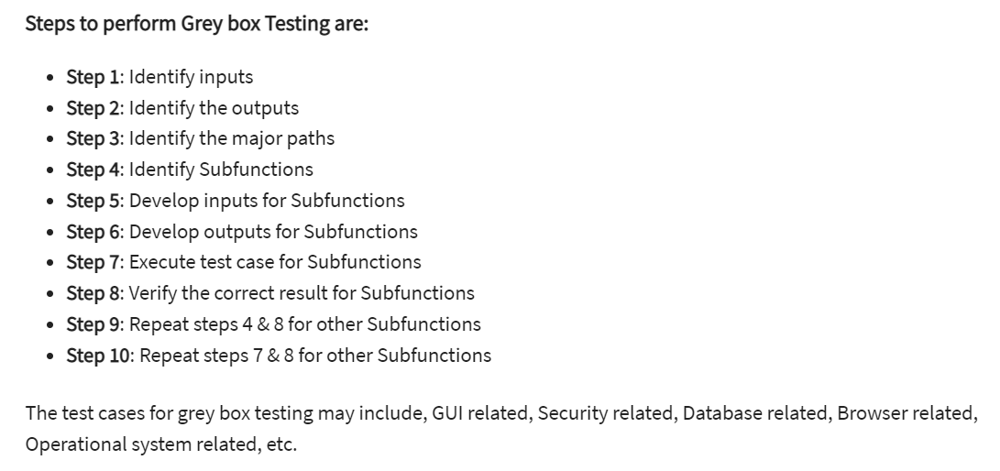 Steps to perform Grey box Testing are:
• Step 1: Identify inputs
• Step 2: Identify the outputs
• Step 3: Identify the major paths
• Step 4: Identify Subfunctions
• Step 5: Develop inputs for Subfunctions
• Step 6: Develop outputs for Subfunctions
• Step 7: Execute test case for Subfunctions
• Step 8: Verify the correct result for Subfunctions
• Step 9: Repeat steps 4 & 8 for other Subfunctions
• Step 10: Repeat steps 7 & 8 for other Subfunctions
The test cases for grey box testing may include, GUI related, Security related, Database related, Browser related,
Operational system related, etc.